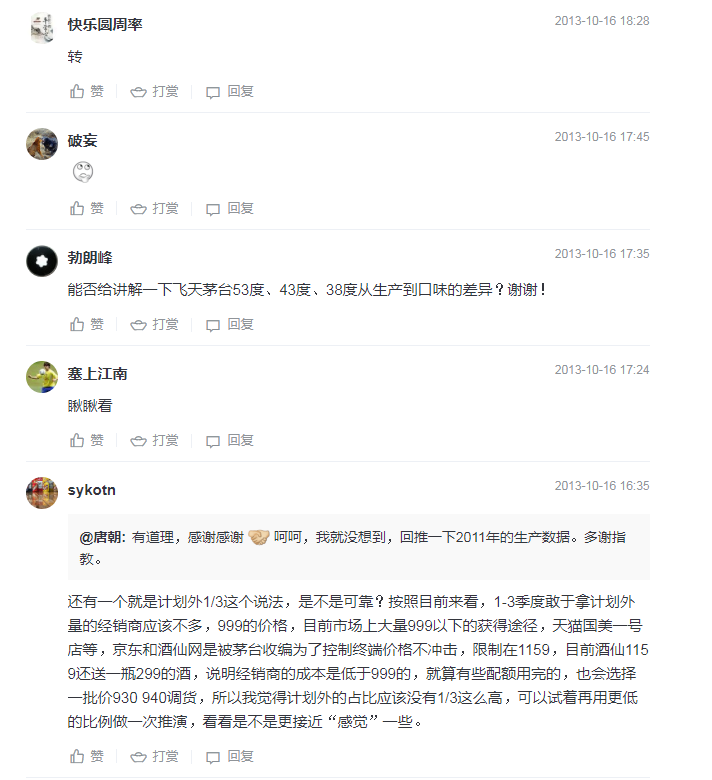 快乐圆周率 2013-10-16 18:28
转
赞 打赏 回复
破妄 2013-10-16 17:45
赞 打赏 回复
勃朗峰 2013-10-16 17:35
能否给讲解一下飞天茅台53度、43度、38度从生产到口味的差异？谢谢！
赞 打赏 回复
塞上江南 2013-10-16 17:24
瞅瞅看
赞 打赏 回复
sykotn 2013-10-16 16:35
@唐朝: 有道理，感谢感谢 呵呵，我就没想到，回推一下2011年的生产数据。多谢指
教。
还有一个就是计划外1/3这个说法，是不是可靠？按照目前来看，1-3季度敢于拿计划外
量的经销商应该不多，999的价格，目前市场上大量999以下的获得途径，天猫国美一号
店等，京东和酒仙网是被茅台收编为了控制终端价格不冲击，限制在1159，目前酒仙115
9还送一瓶299的酒，说明经销商的成本是低于999的，就算有些配额用完的，也会选择
一批价930 940调货，所以我觉得计划外的占比应该没有1/3这么高，可以试着再用更低
的比例做一次推演，看看是不是更接近“感觉”一些。
赞 打赏 回复